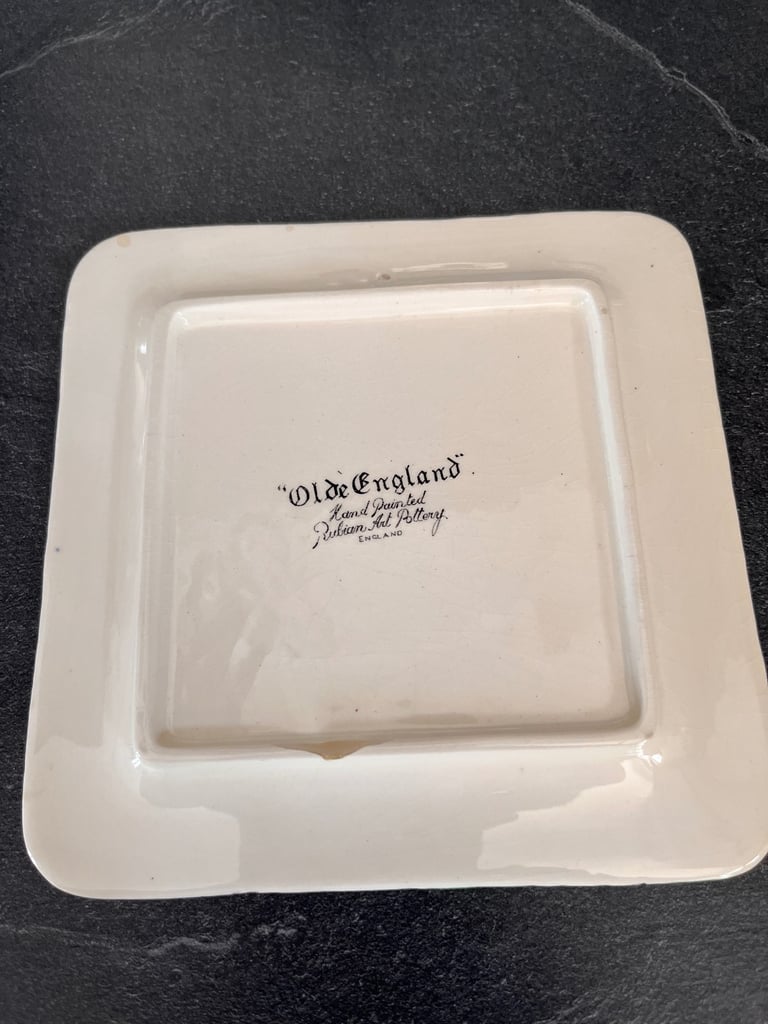 "Olde England".
Hand Painted
Rubian Art Pottery.
ENGLAND